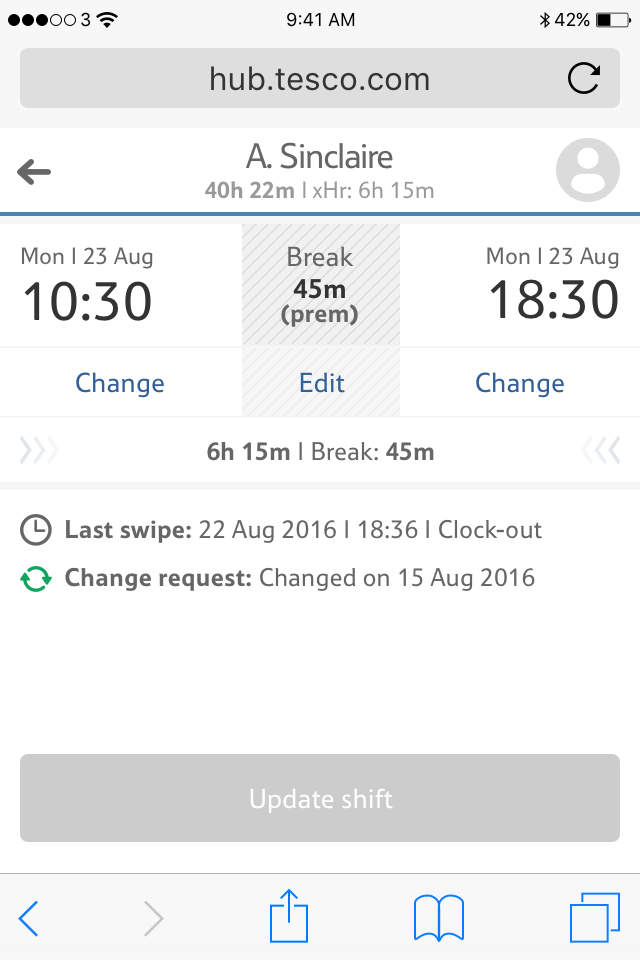 3 9:41 AM 42%
hub.tesco.com
A. Sinclaire
40h 22m | xHr: 6h 15m
Mon | 23 Aug Break Mon | 23 Aug
10:30 45m 18:30
(prem)
Change Edit Change
6h 15m | Break: 45m
Last swipe: 22 Aug 2016 | 18:36 | Clock-out
Change request: Changed on 15 Aug 2016
Update shift